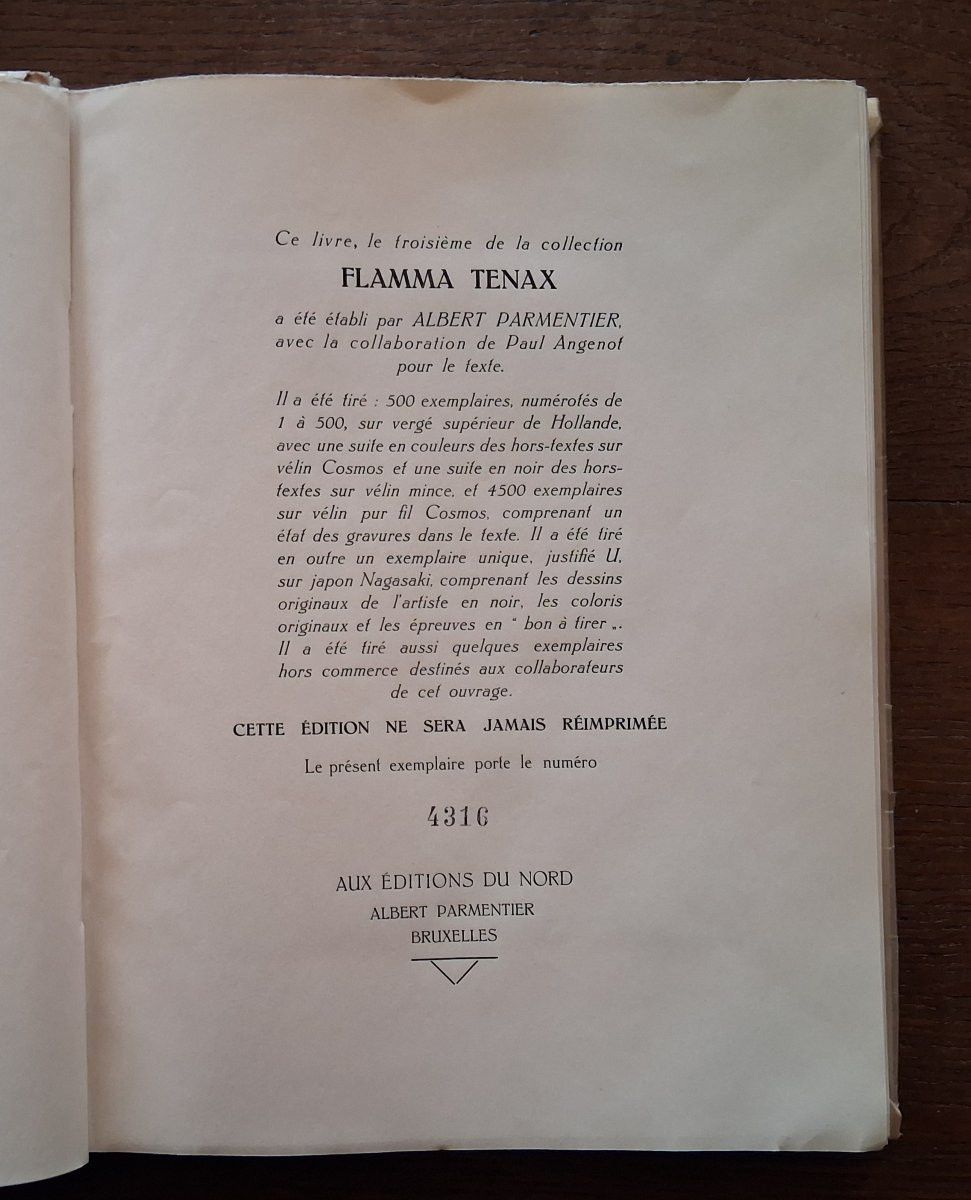 Ce livre, le troisième de la collection
FLAMMA TENAX
a été établi par ALBERT PARMENTIER,
avec la collaboration de Paul Angenot
pour le texte.
Il a été tiré : 500 exemplaires, numérotés de
1 à 500, sur vergé supérieur de Hollande,
avec une suite en couleurs des hors-textes sur
vélin Cosmos et une suite en noir des hors-
textes sur vélin mince, et 4500 exemplaires
sur vélin pur fil Cosmos, comprenant un
état des gravures dans le texte. Il a été tiré
en outre un exemplaire unique, justifié U,
sur japon Nagasaki, comprenant les dessins
originaux de l'artiste en noir, les coloris
originaux et les épreuves en “ bon à tirer „.
Il a été tiré aussi quelques exemplaires
hors commerce destinés aux collaborateurs
de cet ouvrage.
CETTE ÉDITION NE SERA JAMAIS RÉIMPRIMÉE
Le présent exemplaire porte le numéro
4316
AUX ÉDITIONS DU NORD
ALBERT PARMENTIER
BRUXELLES